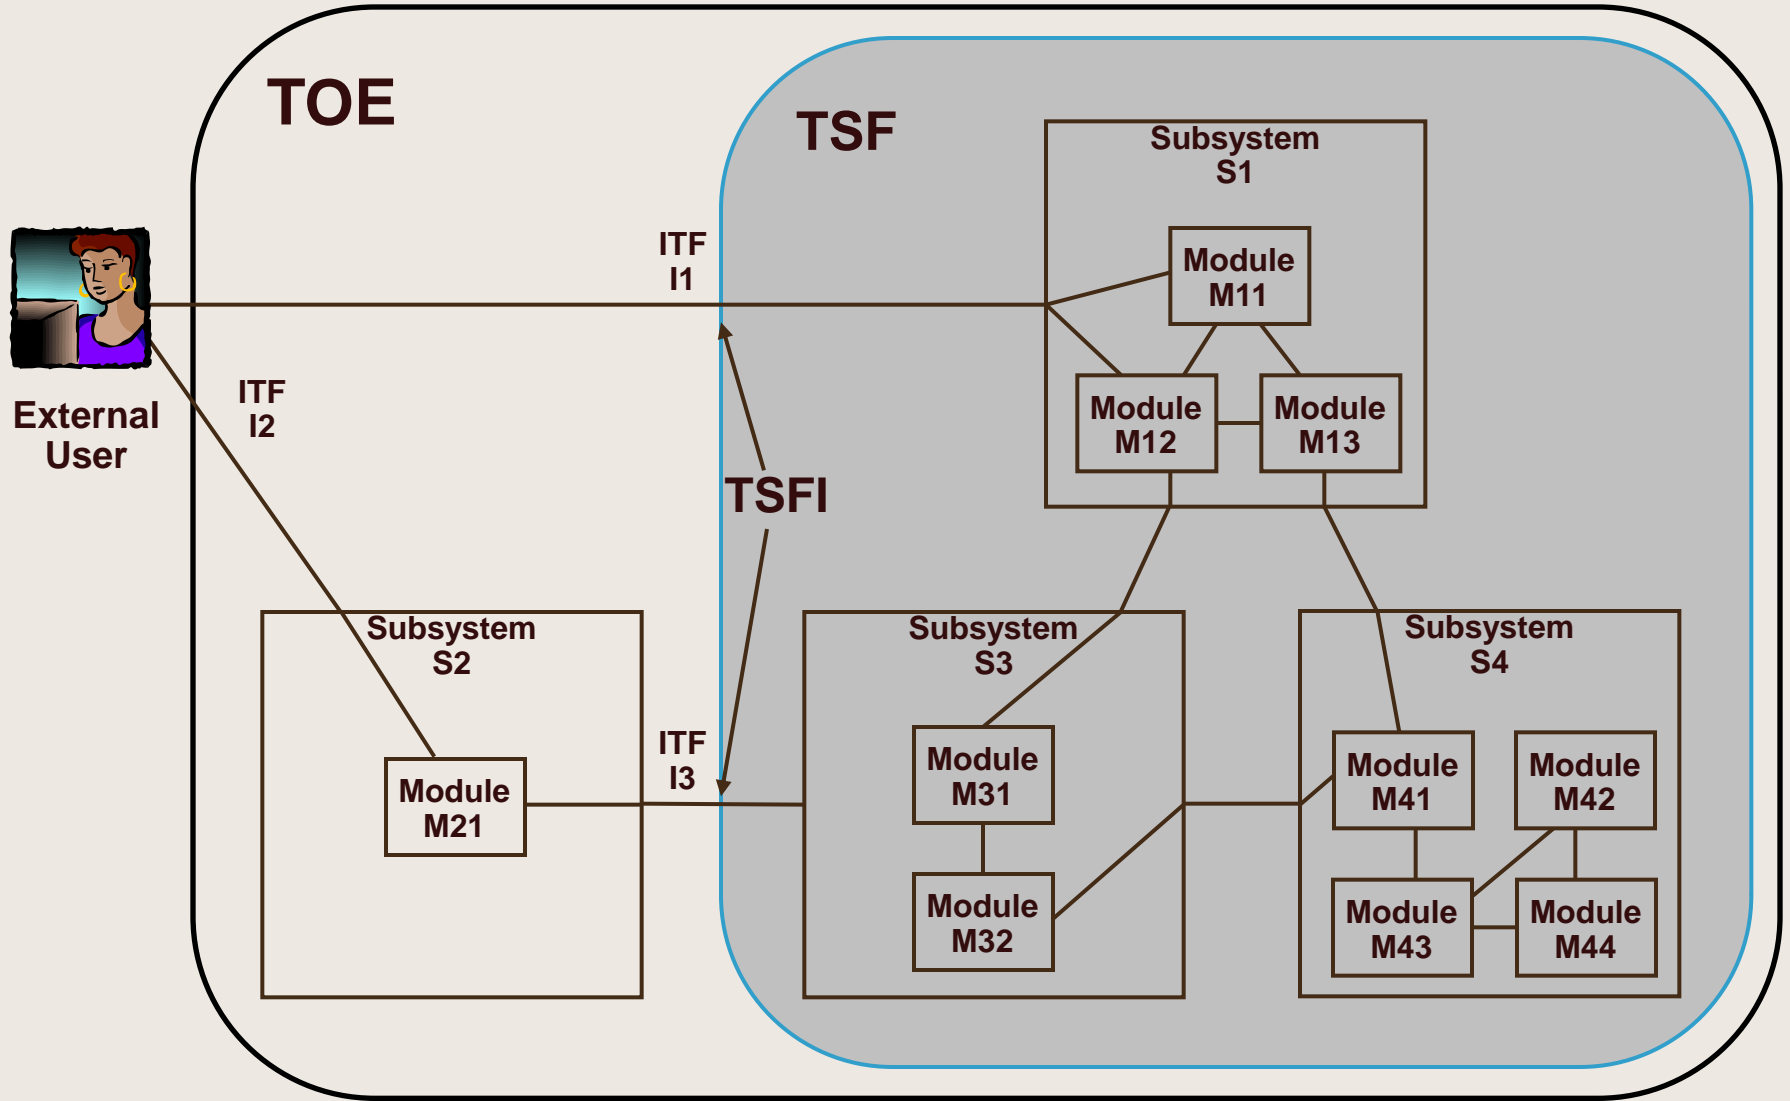 TOE
TSF
Subsystem
S1
ITF
I1
Module
M11
ITF
I2
External
User
Module
M12
Module
M13
TSFI
Subsystem
S2
Subsystem
S3
Subsystem
S4
ITF
I3
Module
M21
Module
M31
Module
M41
Module
M42
Module
M32
Module
M43
Module
M44